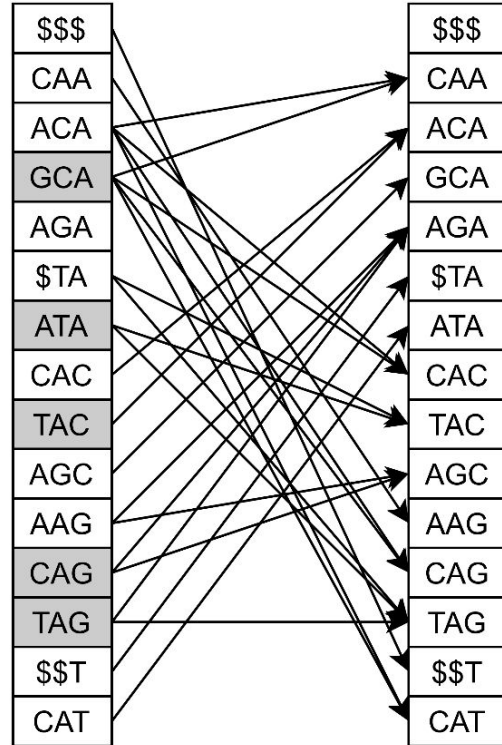 $$$ $$$
CAA CAA
ACA ACA
GCA GCA
AGA AGA
$TA $TA
ATA ATA
CAC CAC
TAC TAC
AGC AGC
AAG AAG
CAG CAG
TAG TAG
$$T $$T
CAT CAT